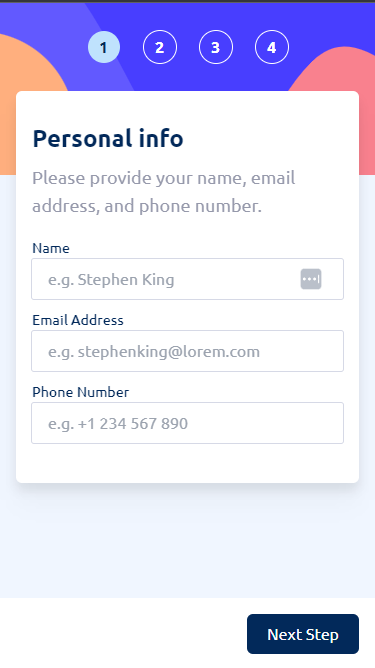 1 2 3 4
Personal info
Please provide your name, email
address, and phone number.
Name
e.g. Stephen King
Email Address
e.g. stephenking@lorem.com
Phone Number
e.g. +1 234 567 890
Next Step